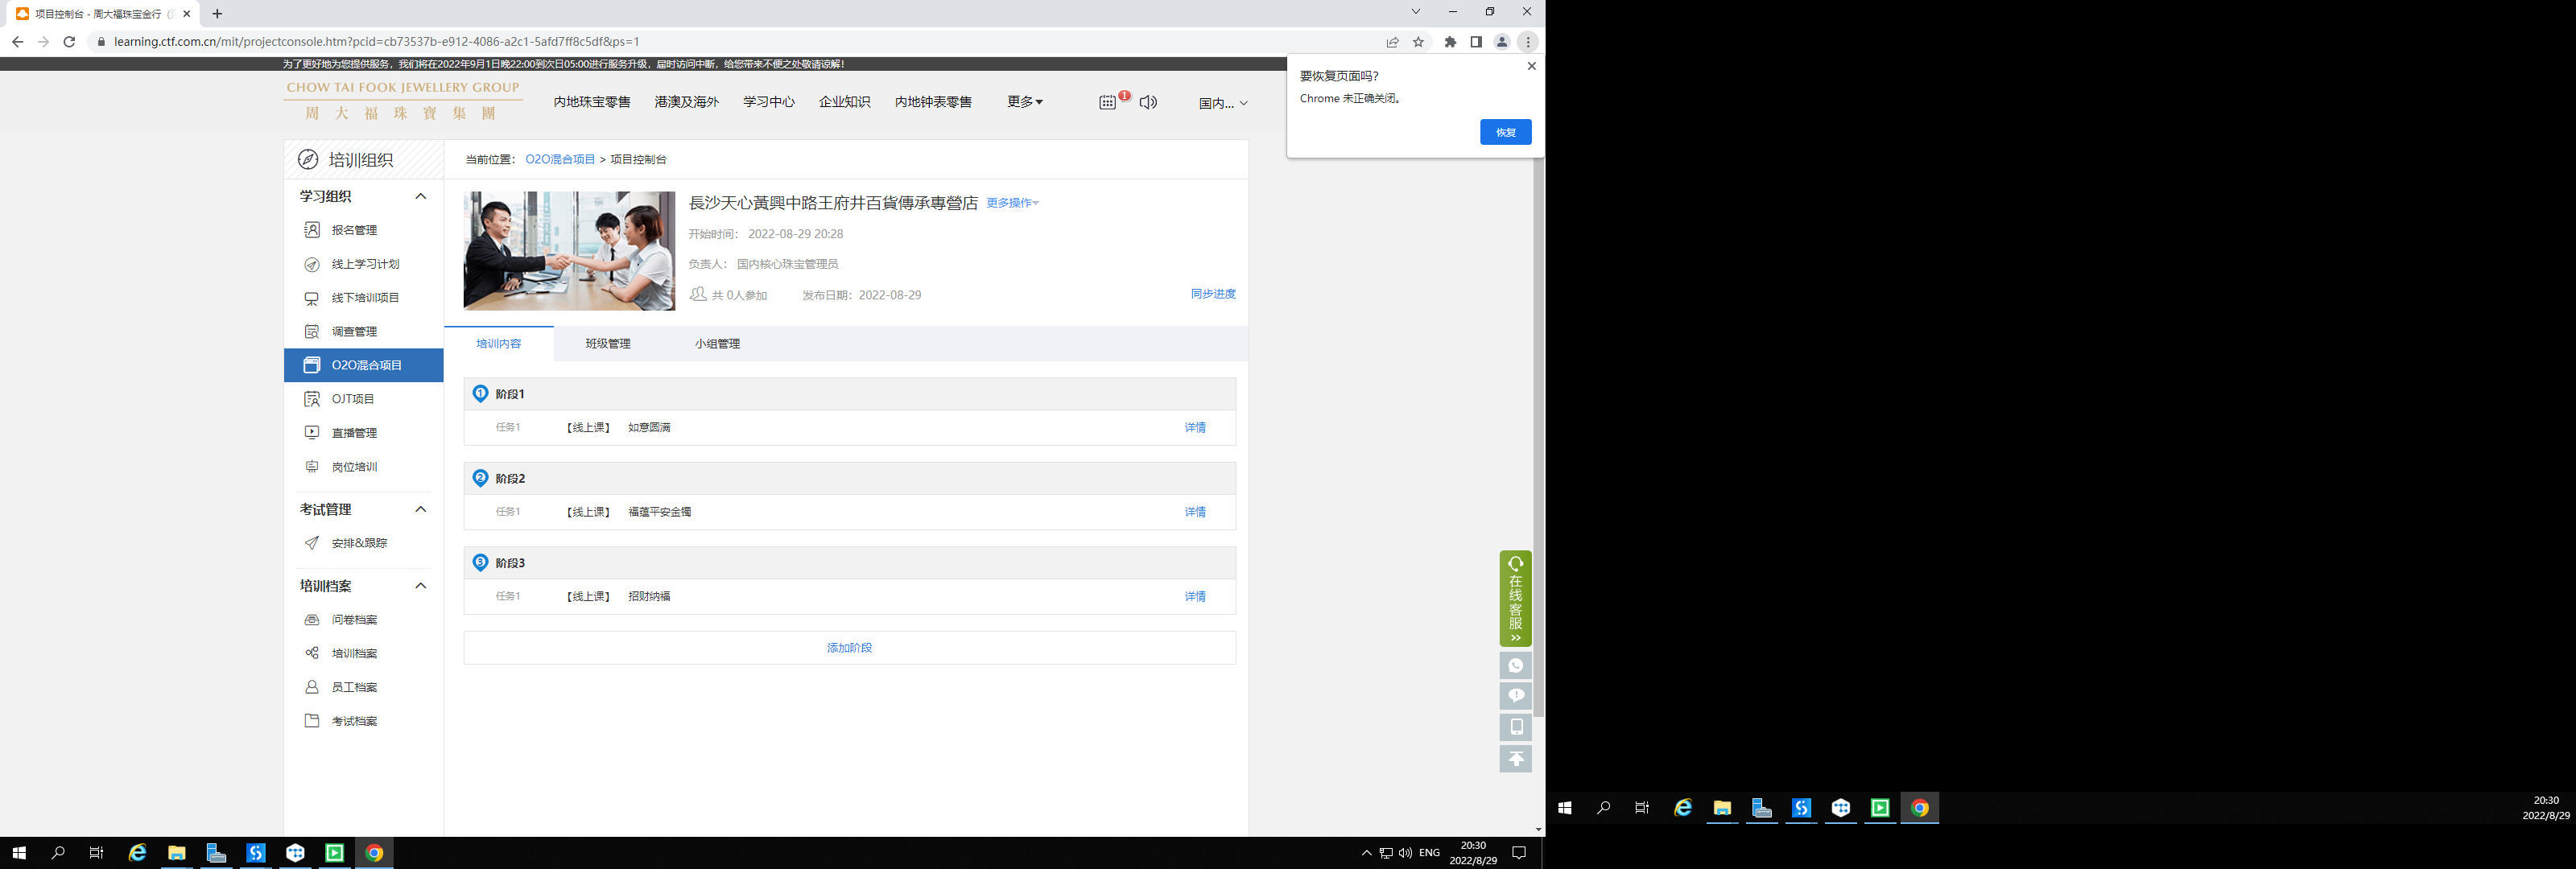 项目控制台 - 周大福珠宝金行
learning.ctf.com.cn/mit/projectconsole.htm?pcid=cb73537b-e912-4086-a2c1-5afd7ff8c5df&ps=1
为了更好地为您提供服务，我们将在2022年9月1日晚22:00到次日05:00进行服务升级，届时访问中断，给您带来不便之处敬请谅解！
要恢复页面吗？
Chrome 未正确关闭。
恢复
CHOW TAI FOOK JEWELLERY GROUP
周大福珠寶集團
内地珠宝零售 港澳及海外 学习中心 企业知识 内地钟表零售 更多 1 国内...
培训组织
学习组织
报名管理
线上学习计划
线下培训项目
调查管理
O2O混合项目
OJT项目
直播管理
岗位培训
考试管理
安排&跟踪
培训档案
问卷档案
培训档案
员工档案
考试档案
当前位置： O2O混合项目 > 项目控制台
長沙天心黃興中路王府井百貨傳承專營店 更多操作
开始时间： 2022-08-29 20:28
负责人： 国内核心珠宝管理员
共 0人参加 发布日期：2022-08-29 同步进度
培训内容 班级管理 小组管理
1 阶段1
任务1 【线上课】 如意圆满 详情
2 阶段2
任务1 【线上课】 福蕴平安金镯 详情
3 阶段3
任务1 【线上课】 招财纳福 详情
添加阶段
在线客服
ENG
20:30
2022/8/29
20:30
2022/8/29